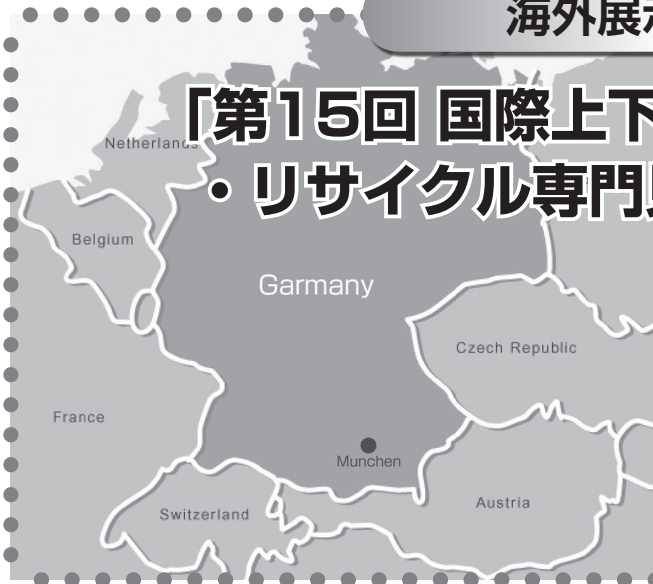 海外展示
「第15回 国際上下
・リサイクル専門見
Netherlands
Belgium
Garmany
Czech Republic
France
Munchen
Switzerland
Austria